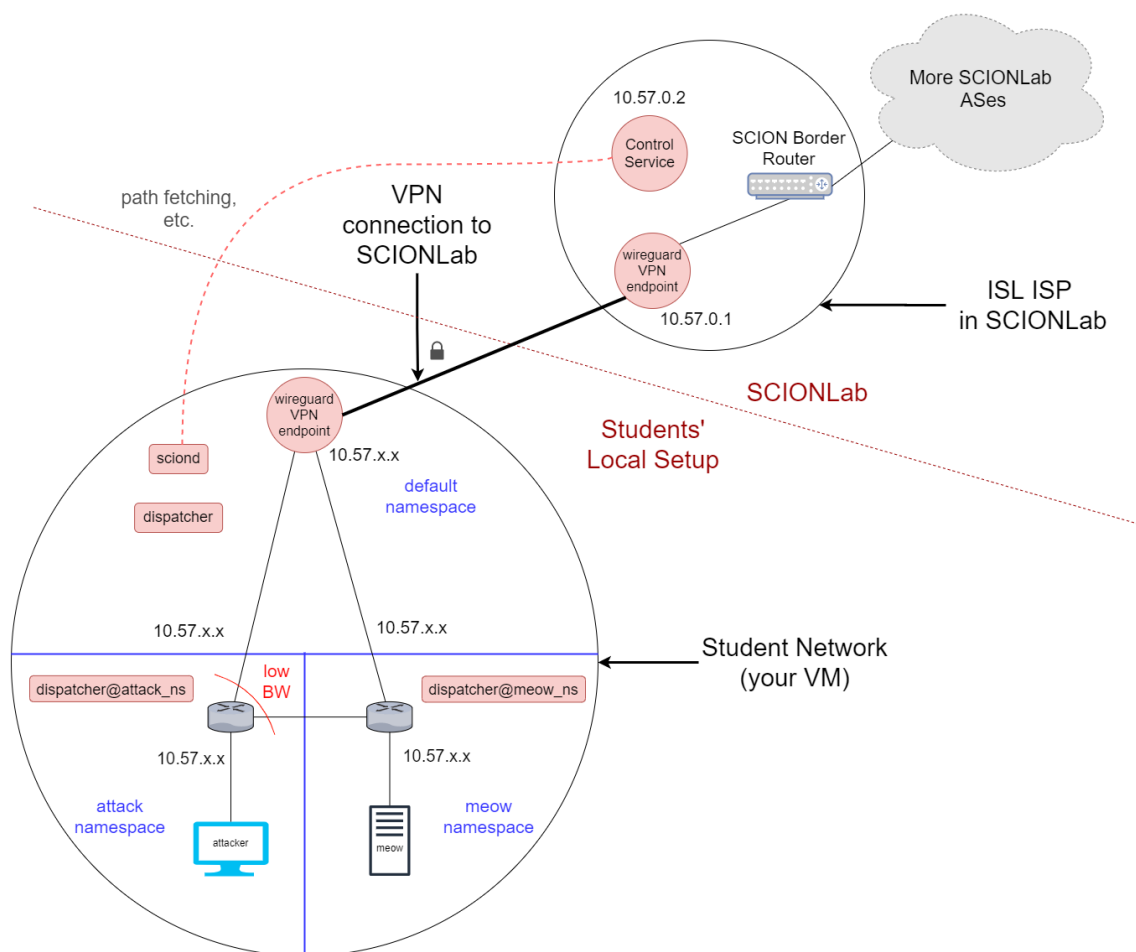 More SCIONLab
ASes
10.57.0.2
Control
Service
SCION Border
Router
path fetching,
etc.
VPN
connection to
SCIONLab
wireguard
VPN
endpoint
10.57.0.1
ISL ISP
in SCIONLab
SCIONLab
Students'
Local Setup
wireguard
VPN
endpoint
10.57.x.x
sciond
dispatcher
default
namespace
10.57.x.x
10.57.x.x
Student Network
(your VM)
dispatcher@attack_ns
low
BW
dispatcher@meow_ns
10.57.x.x
10.57.x.x
attack
namespace
meow
namespace
attacker
meow